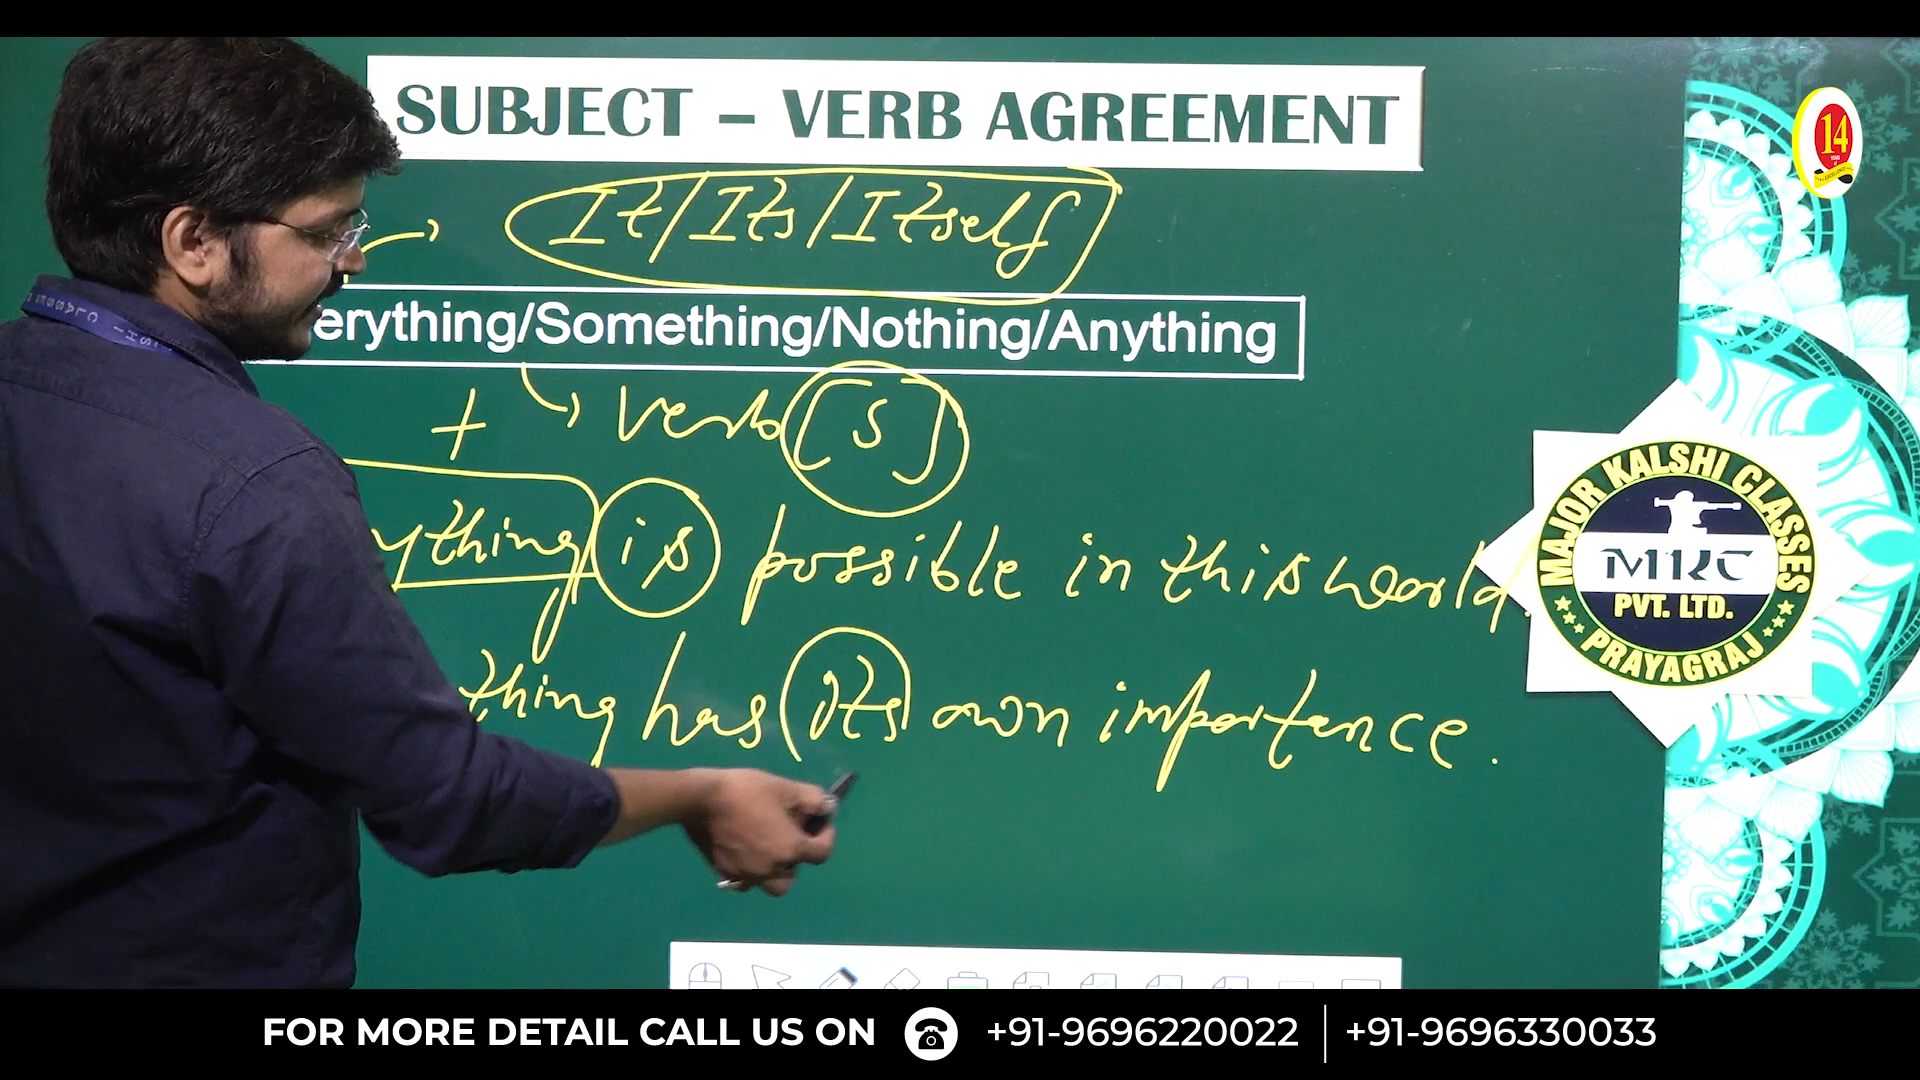 SUBJECT – VERB AGREEMENT
14
It/Its/Itself
erything/Something/Nothing/Anything
+ → verb (s)
ything is possible in this world.
thing has its own importance.
MAJOR KALSHI CLASSES
MKC
PVT. LTD.
PRAYAGRAJ
FOR MORE DETAIL CALL US ON +91-9696220022 | +91-9696330033